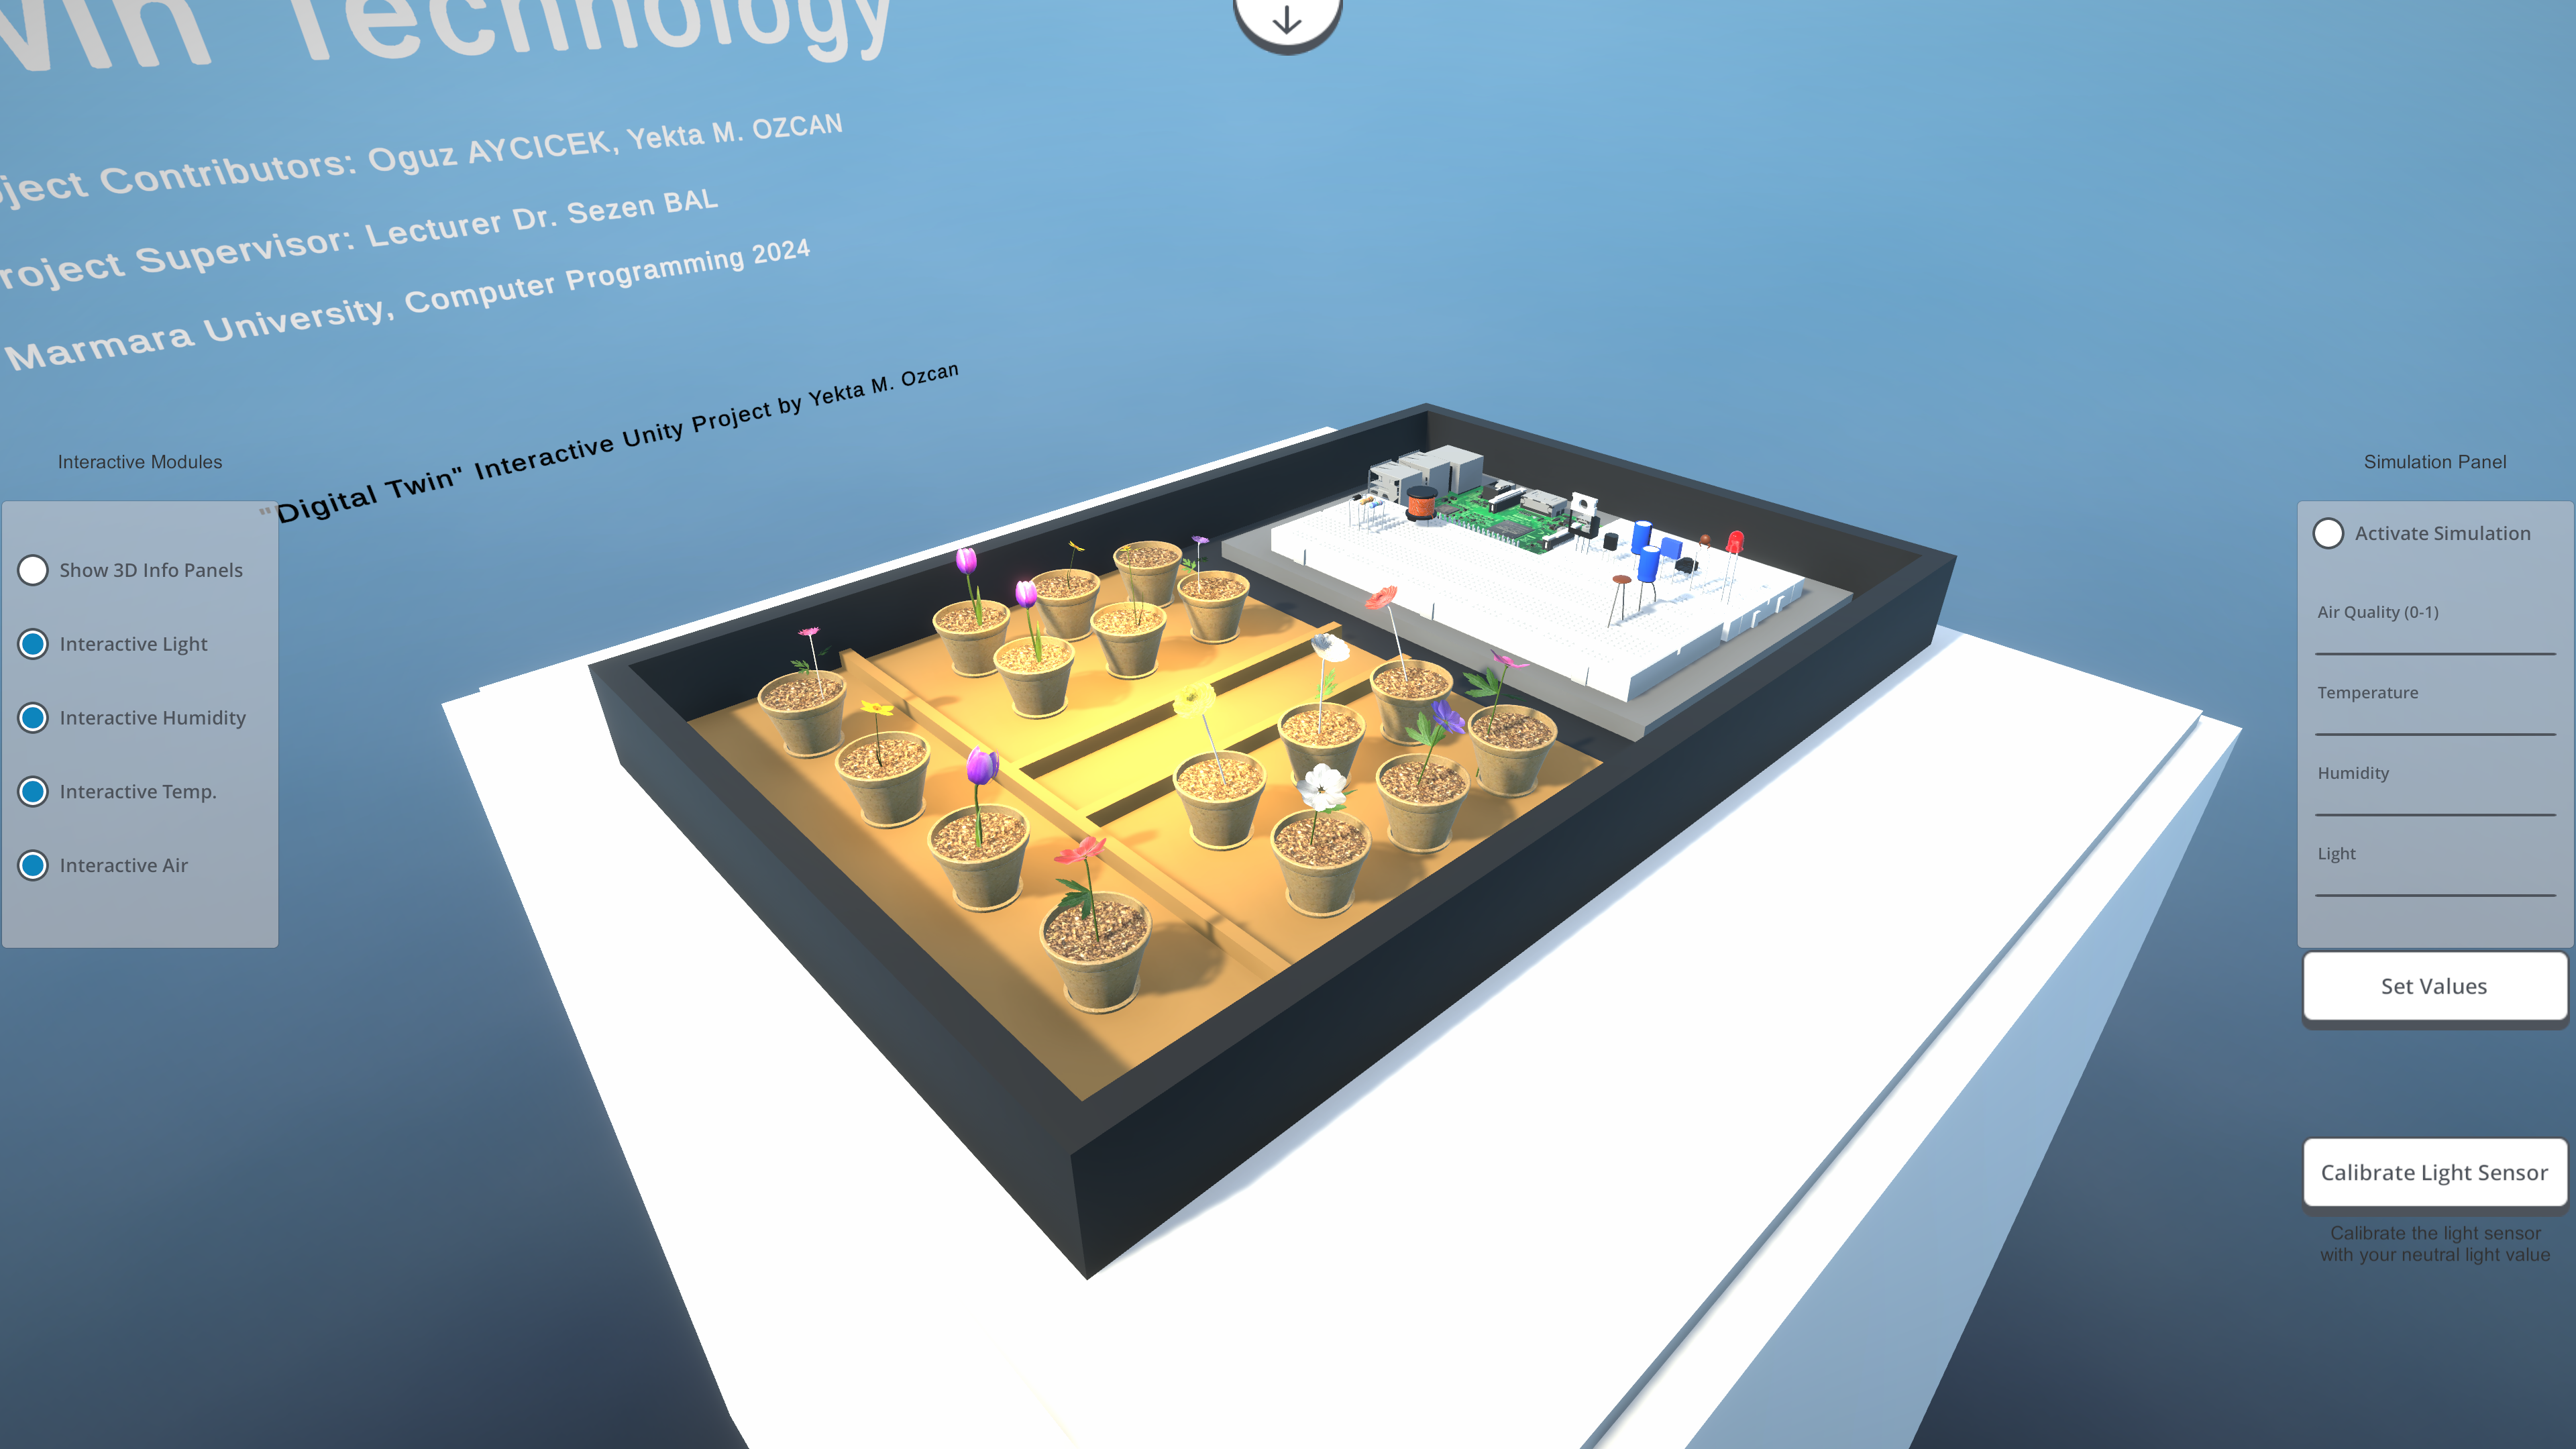 Technology
Contributors: Oguz AYCICEK, Yekta M. OZCAN
Supervisor: Lecturer Dr. Sezen BAL
Marmara University, Computer Programming 2024
"Digital Twin" Interactive Unity Project by Yekta M. Ozcan
Interactive Modules
Show 3D Info Panels
Interactive Light
Interactive Humidity
Interactive Temp.
Interactive Air
Simulation Panel
Activate Simulation
Air Quality (0-1)
Temperature
Humidity
Light
Set Values
Calibrate Light Sensor
Calibrate the light sensor
with your neutral light value